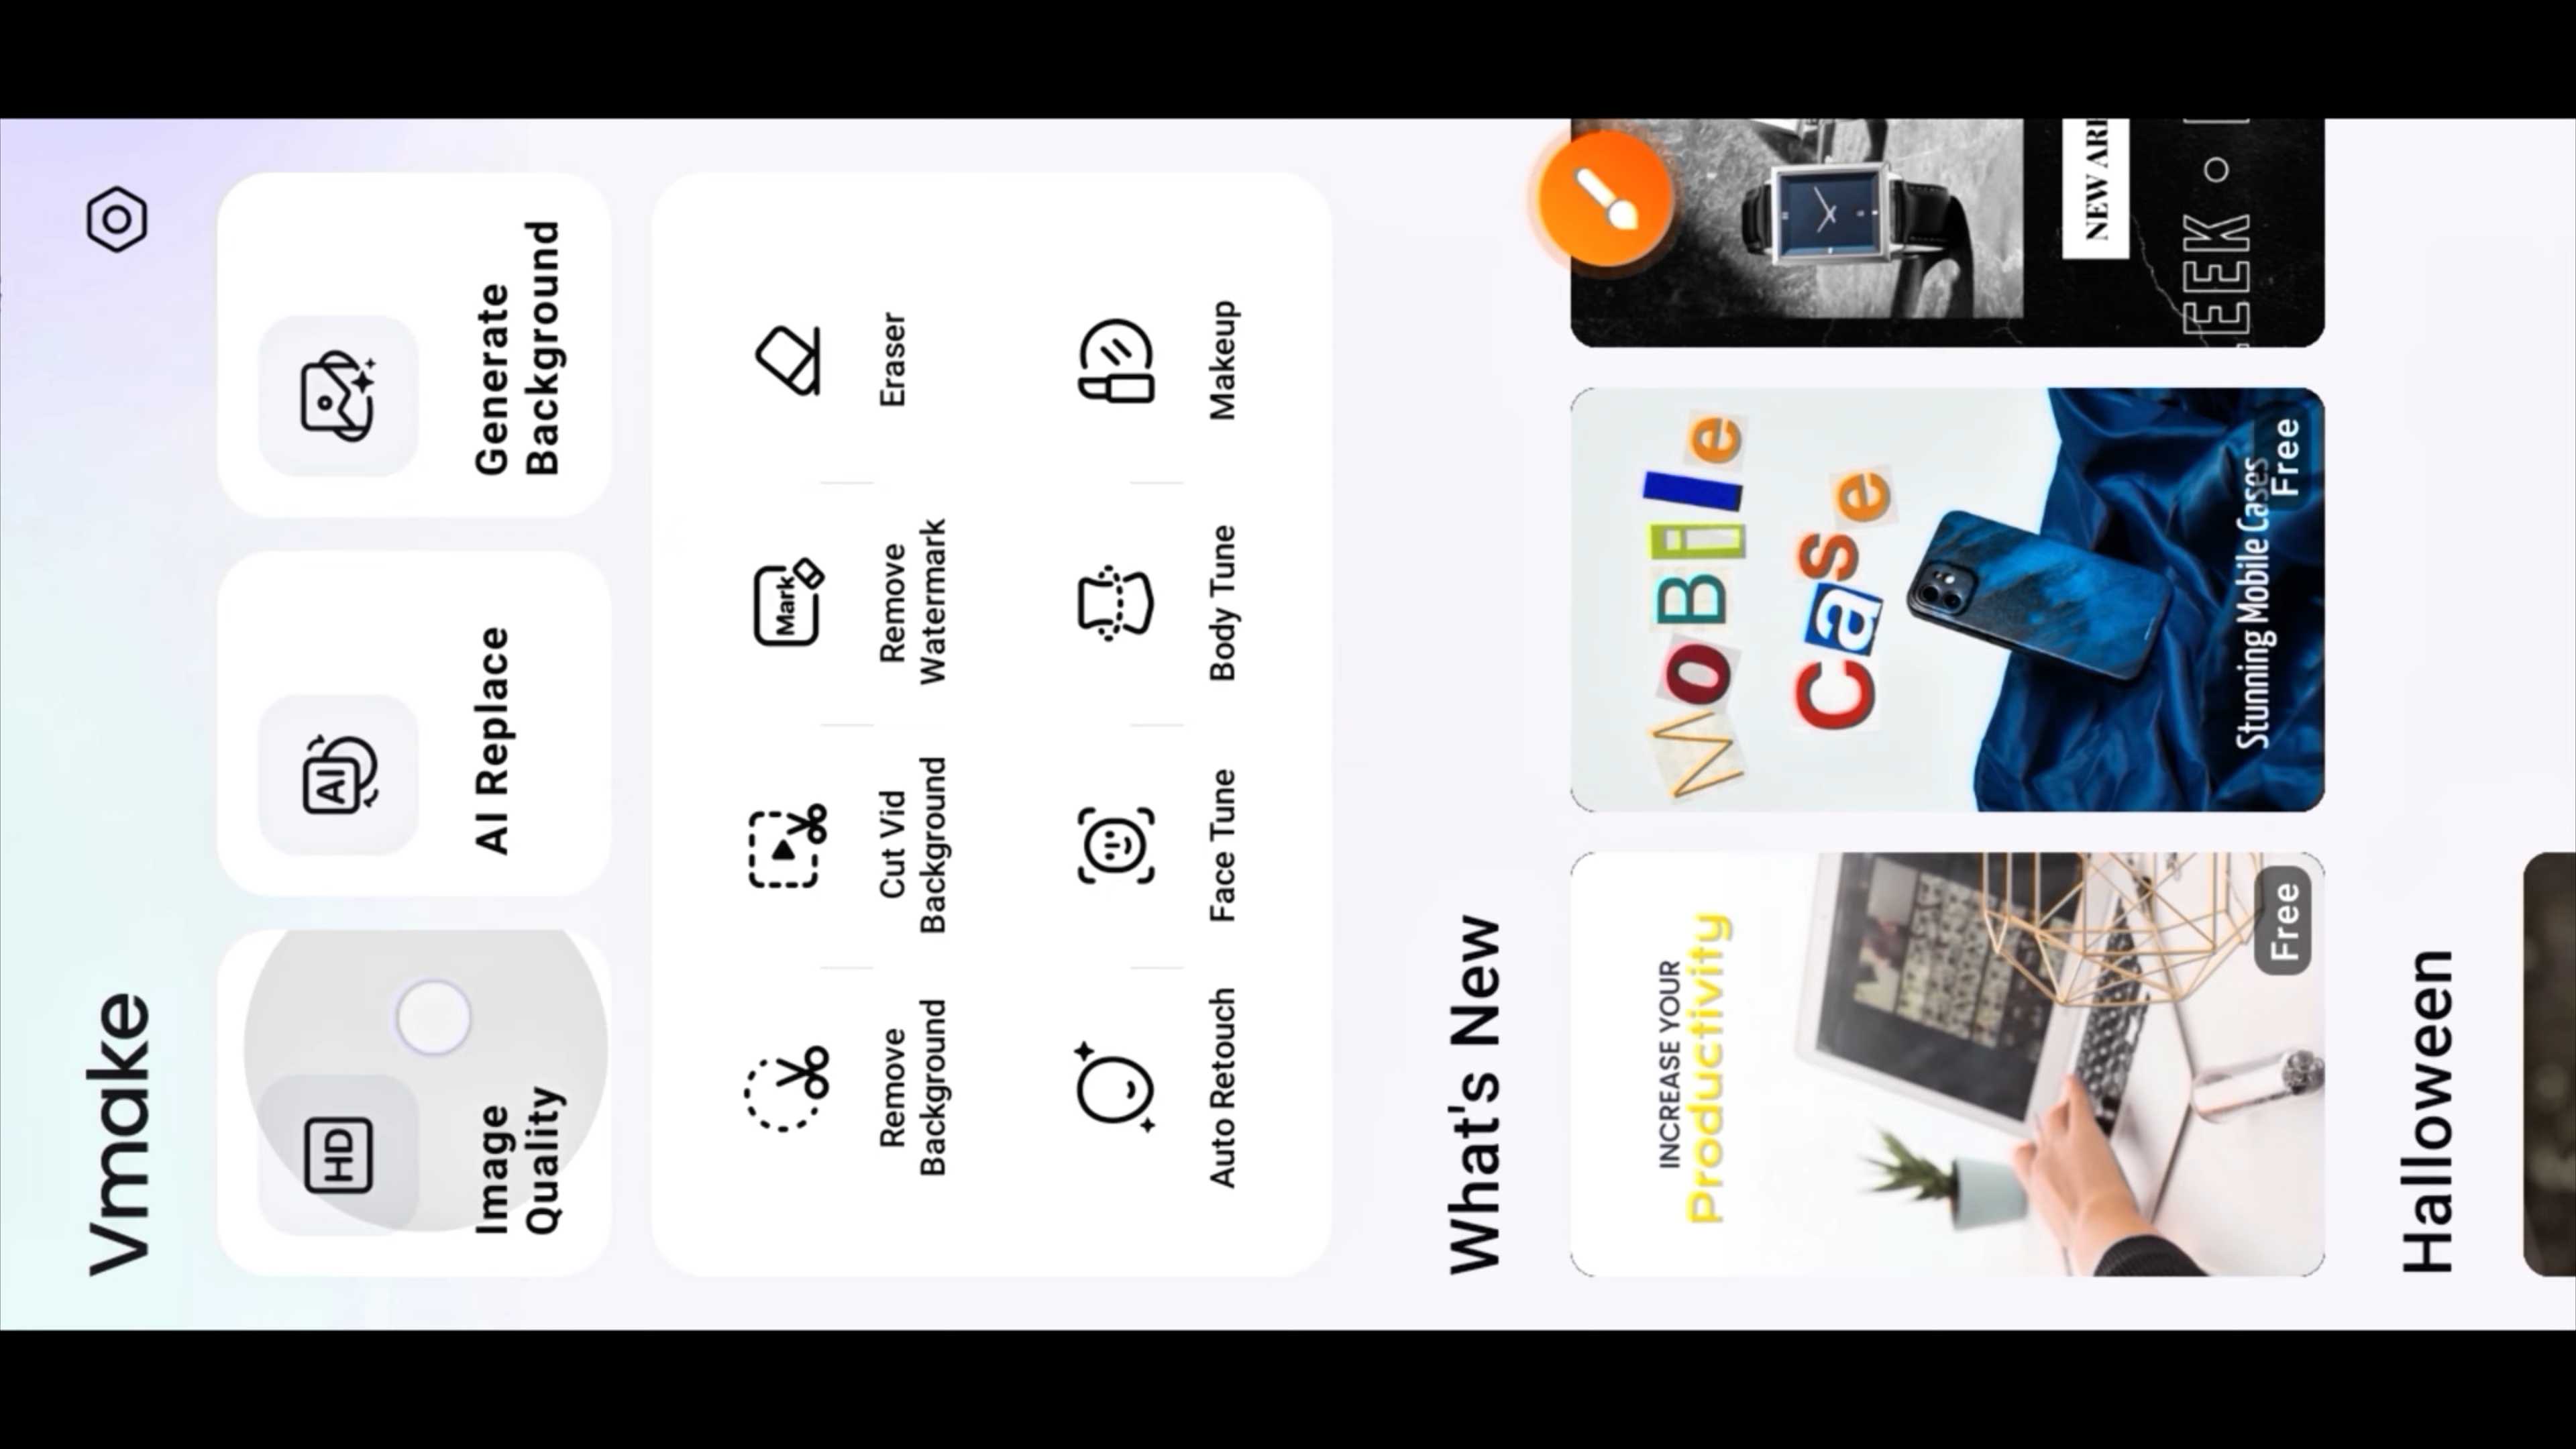 Vmake
HD
Image
Quality
AI
AI Replace
Generate
Background
Remove
Background
Cut Vid
Background
Mark
Remove
Watermark
Eraser
Auto Retouch
Face Tune
Body Tune
Makeup
What's New
INCREASE YOUR
Productivity
Free
MoBile
Case
Stunning Mobile Cases
Free
NEW ARR
EEK
Halloween